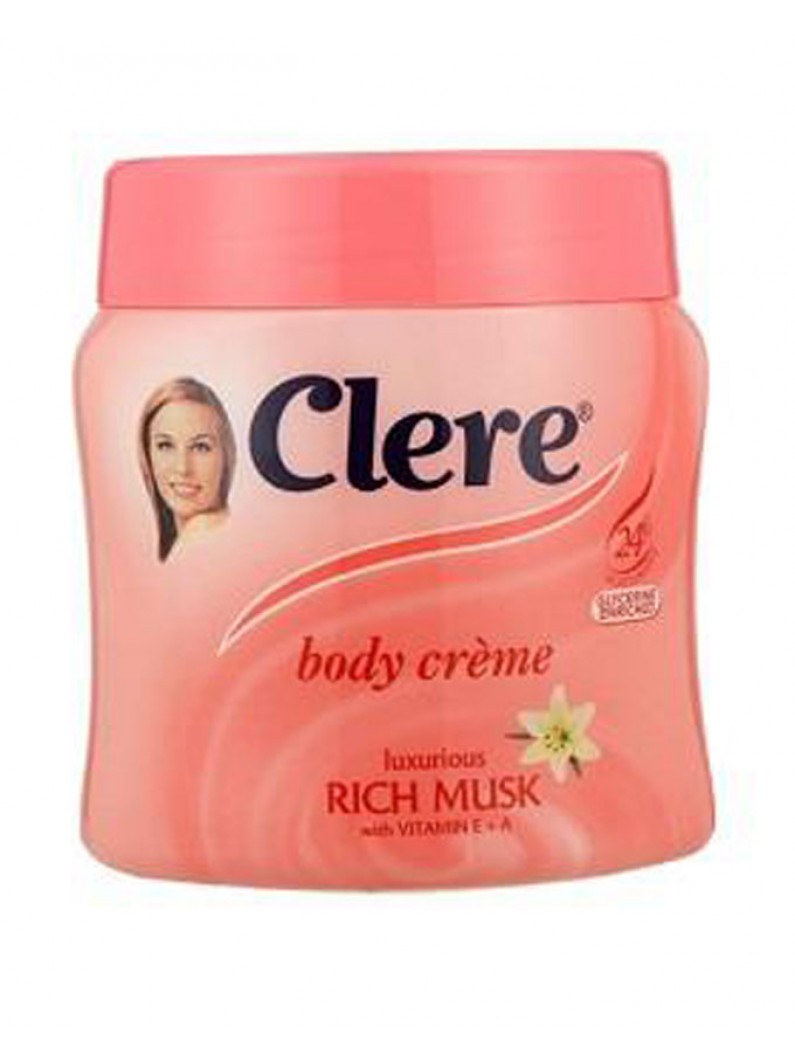 Clere®
24
GLYCERINE
ENRICHED
body crème
luxurious
RICH MUSK
with VITAMIN E + A